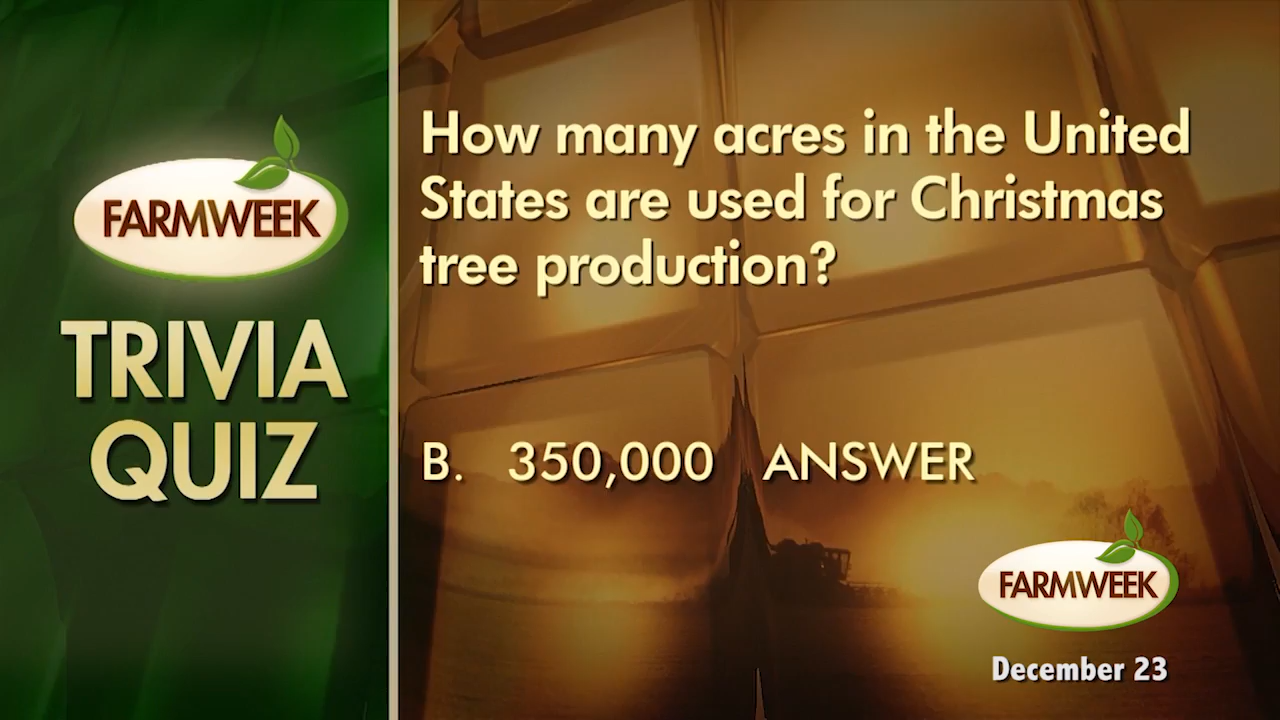 FARMWEEK
TRIVIA
QUIZ
How many acres in the United
States are used for Christmas
tree production?
B. 350,000 ANSWER
FARMWEEK
December 23